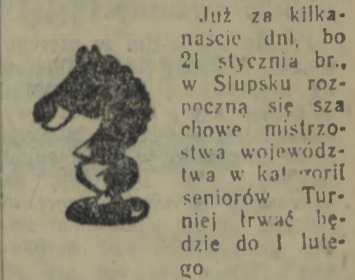 Już za kilka-
naście dni, bo
21 stycznia br.,
w Słupsku roz-
poczną się sza
chowe mistrzo-
stwa wojewódz-
twa w kategorii
seniorów Tur-
niej trwać bę-
dzie do 1 lute-
go